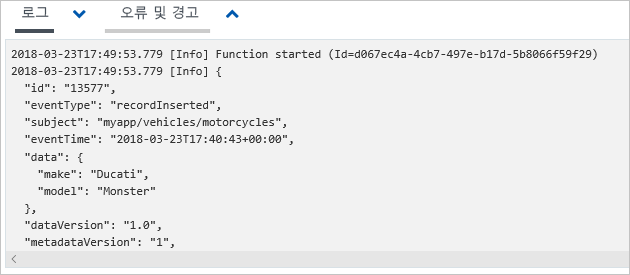 로그 오류 및 경고
2018-03-23T17:49:53.779 [Info] Function started (Id=d067ec4a-4cb7-497e-b17d-5b8066f59f29)
2018-03-23T17:49:53.779 [Info] {
  "id": "13577",
  "eventType": "recordInserted",
  "subject": "myapp/vehicles/motorcycles",
  "eventTime": "2018-03-23T17:40:43+00:00",
  "data": {
    "make": "Ducati",
    "model": "Monster"
  },
  "dataVersion": "1.0",
  "metadataVersion": "1",